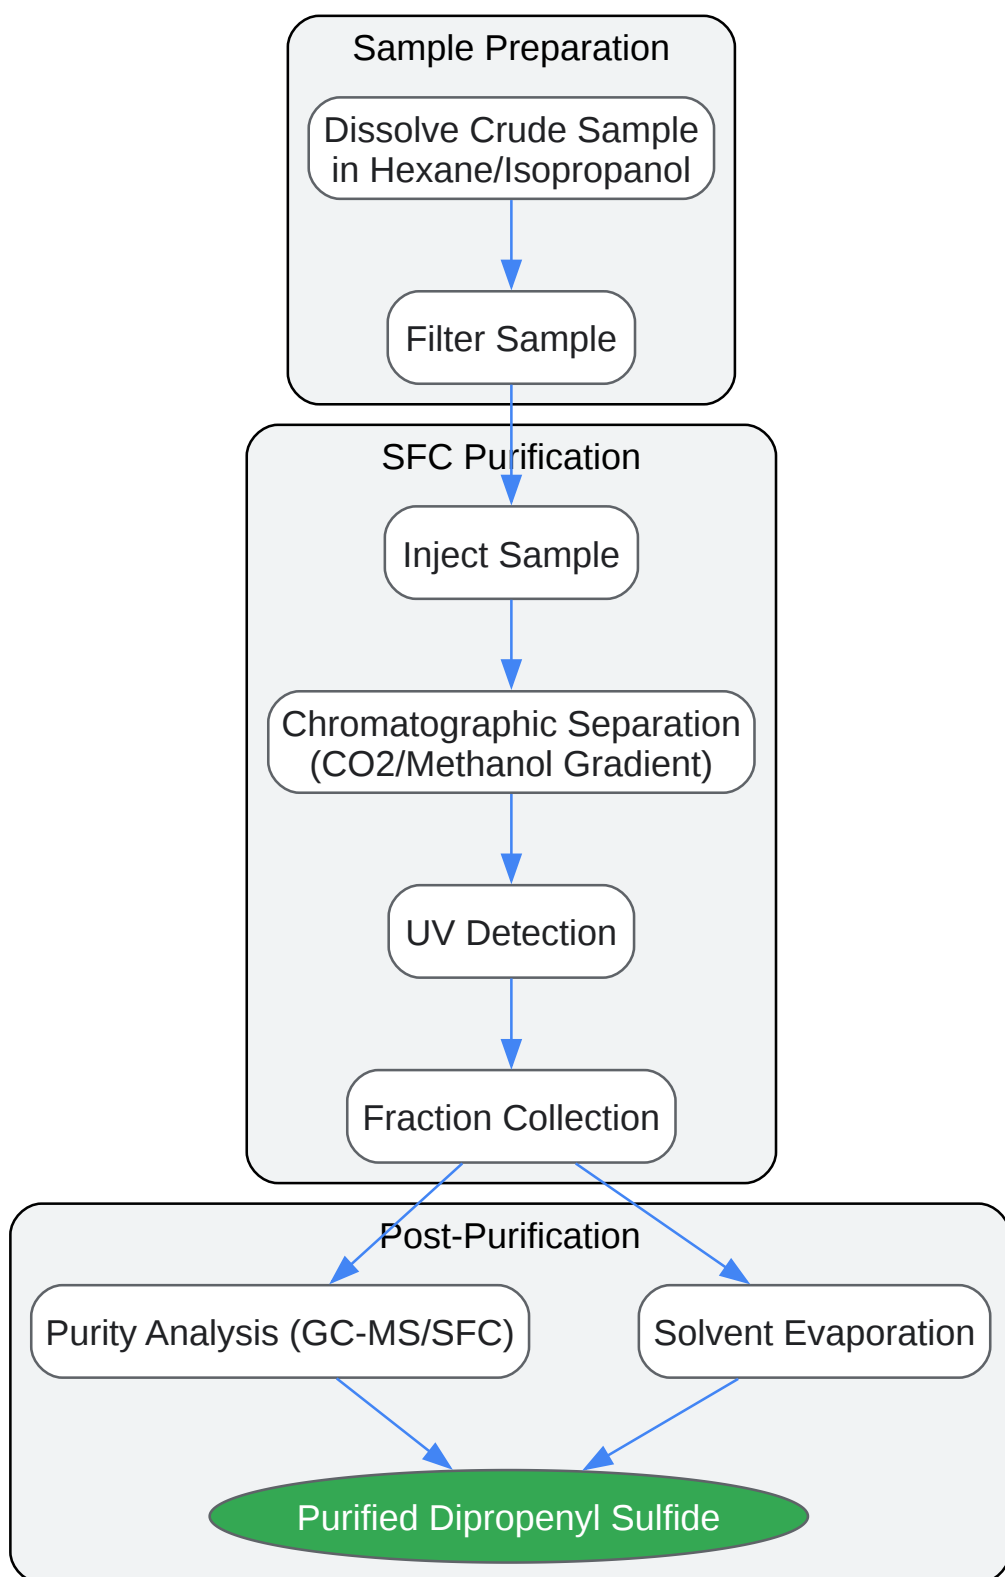 Sample Preparation
Dissolve Crude Sample
in Hexane/Isopropanol
Filter Sample
SFC Purification
Inject Sample
Chromatographic Separation
(CO2/Methanol Gradient)
UV Detection
Fraction Collection
Post-Purification
Purity Analysis (GC-MS/SFC)
Solvent Evaporation
Purified Dipropenyl Sulfide